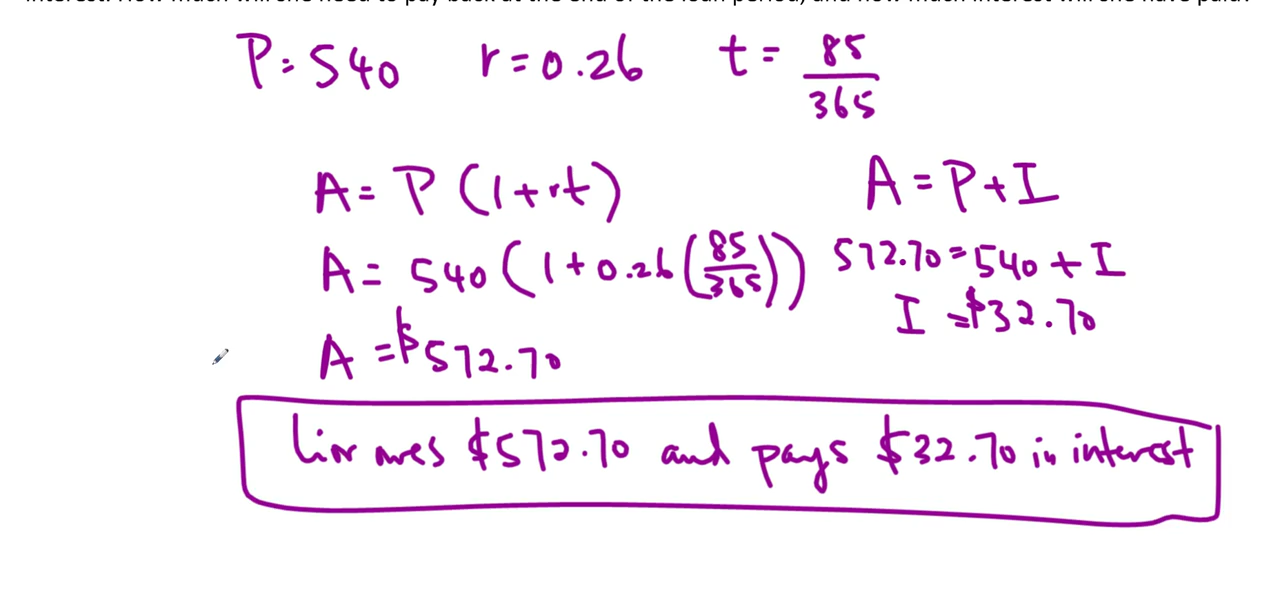 P = 540 r = 0.26 t = 85/365
A = P (1 + rt)
A = 540 (1 + 0.26 (85/365))
A = $572.70
A = P + I
572.70 = 540 + I
I = $32.70
owes $572.70 and pays $32.70 in interest